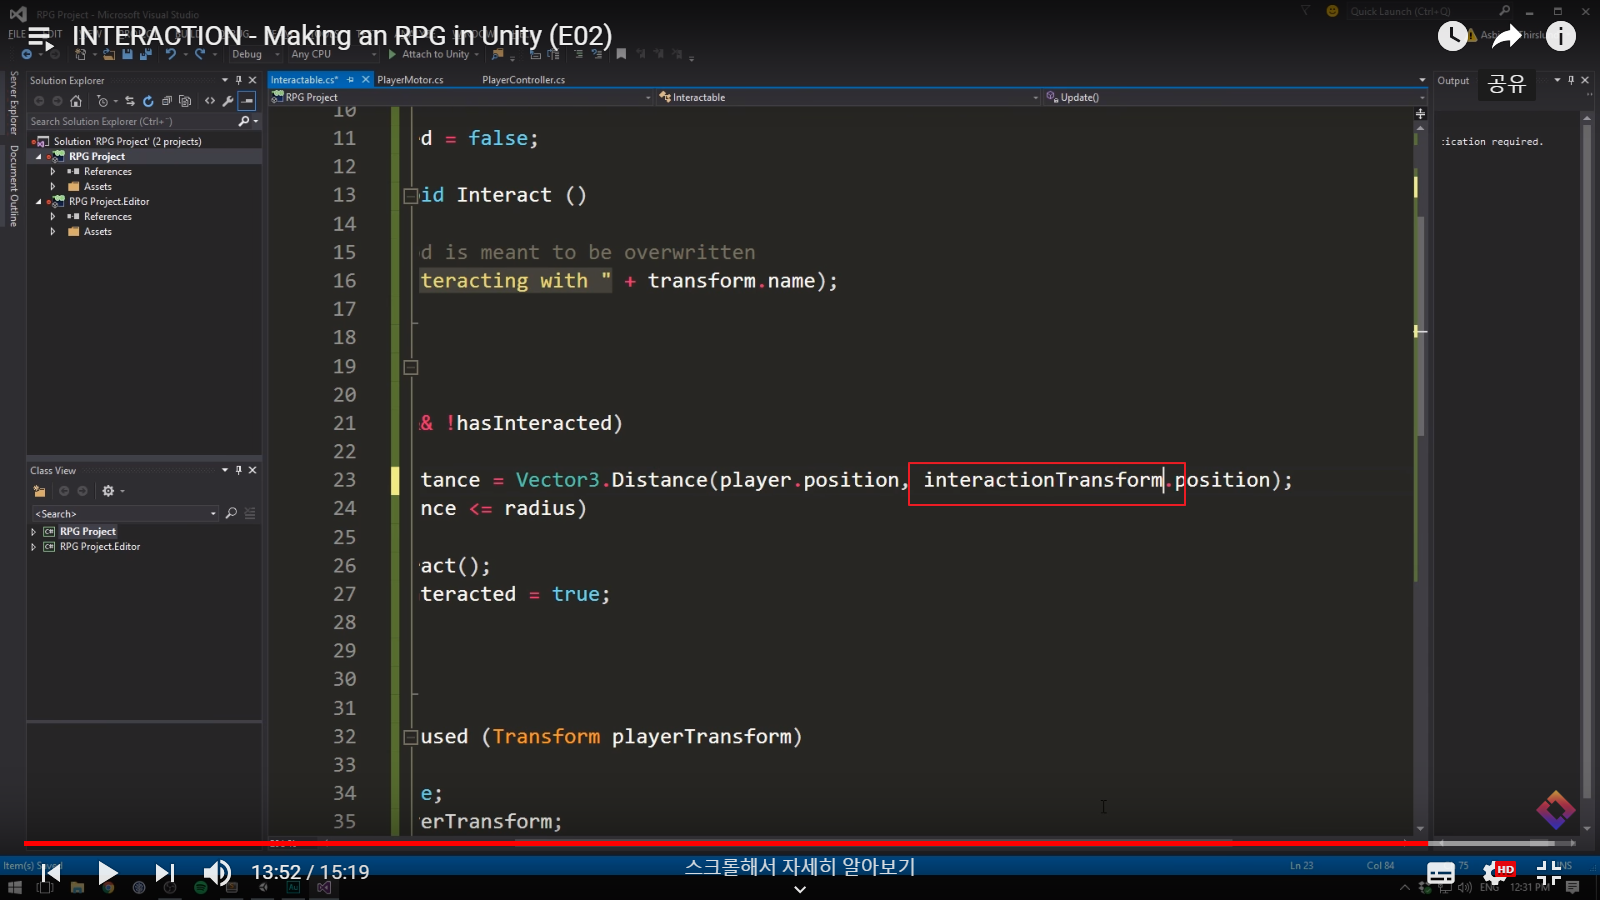 RPG Project - Microsoft Visual Studio
Quick Launch (Ctrl+Q)
INTERACTION - Making an RPG in Unity (E02)
FILE
Debug
Any CPU
Attach to Unity
Server Explorer
Document Outline
Solution Explorer
Search Solution Explorer (Ctrl+¨)
Solution 'RPG Project' (2 projects)
RPG Project
References
Assets
RPG Project.Editor
References
Assets
Class View
<Search>
RPG Project
RPG Project.Editor
Interactable.cs*
PlayerMotor.cs
PlayerController.cs
RPG Project
Interactable
Update()
Output
공유
ication required.
10
11 d = false;
12
13 id Interact ()
14
15 d is meant to be overwritten
16 teracting with " + transform.name);
17
18
19
20
21 & !hasInteracted)
22
23 tance = Vector3.Distance(player.position, interactionTransform.position);
24 nce <= radius)
25
26 act();
27 teracted = true;
28
29
30
31
32 used (Transform playerTransform)
33
34 e;
35 erTransform;
Item(s)
13:52 / 15:19
스크롤해서 자세히 알아보기
Ln 23
Col 84
75
INS
HD
ENG
12:31 PM